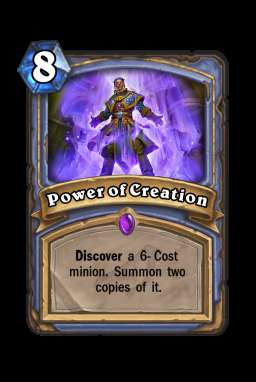 8
Power of Creation
Discover a 6-Cost
minion. Summon two
copies of it.